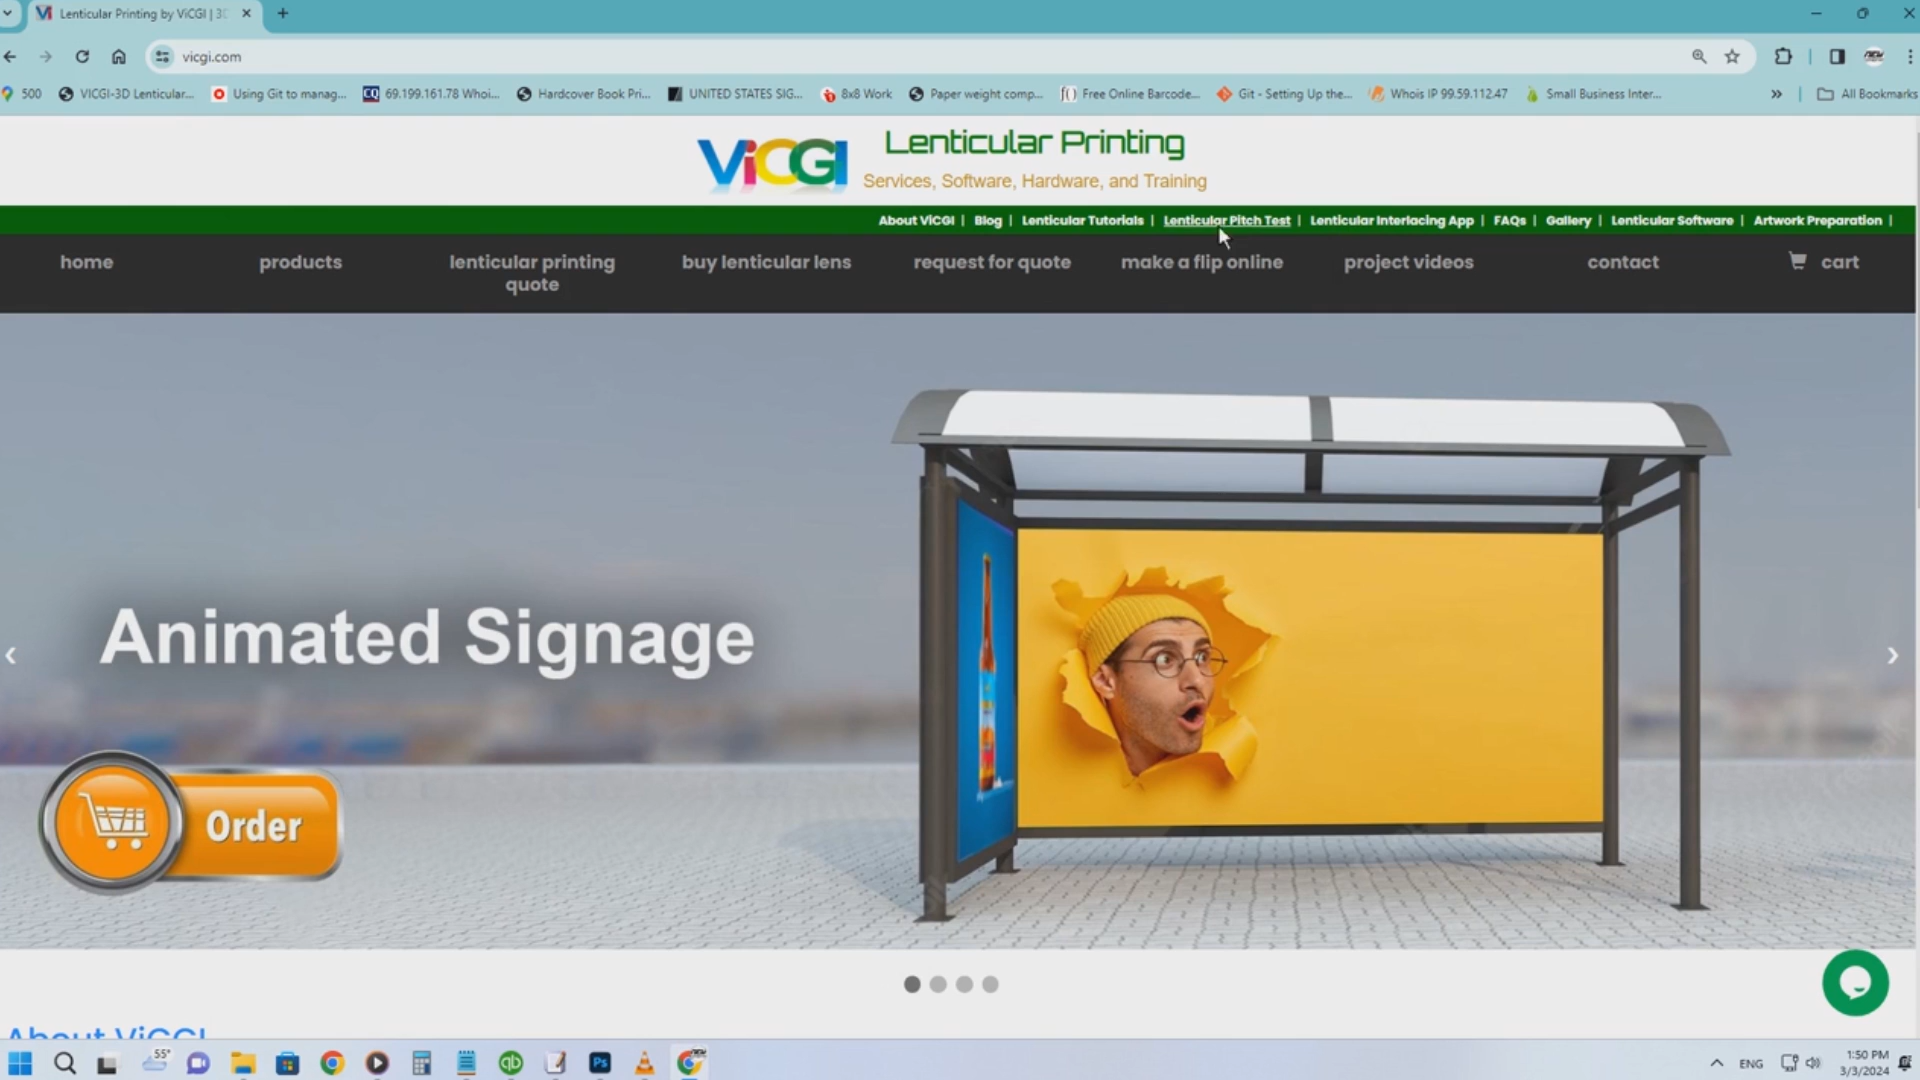 Lenticular Printing by ViCGI | 3D
vicgi.com
500
VICGI-3D Lenticular...
Using Git to manag...
CQ
69.199.161.78 Whoi...
Hardcover Book Pri...
UNITED STATES SIG...
8x8 Work
Paper weight comp...
Free Online Barcode...
Git - Setting Up the...
Whois IP 99.59.112.47
Small Business Inter...
All Bookmarks
ViCGI
Lenticular Printing
Services, Software, Hardware, and Training
About ViCGI | Blog | Lenticular Tutorials | Lenticular Pitch Test | Lenticular Interlacing App | FAQs | Gallery | Lenticular Software | Artwork Preparation |
home
products
lenticular printing
quote
buy lenticular lens
request for quote
make a flip online
project videos
contact
cart
Animated Signage
Order
About ViCGI
55°
qb
Ps
ENG
1:50 PM
3/3/2024